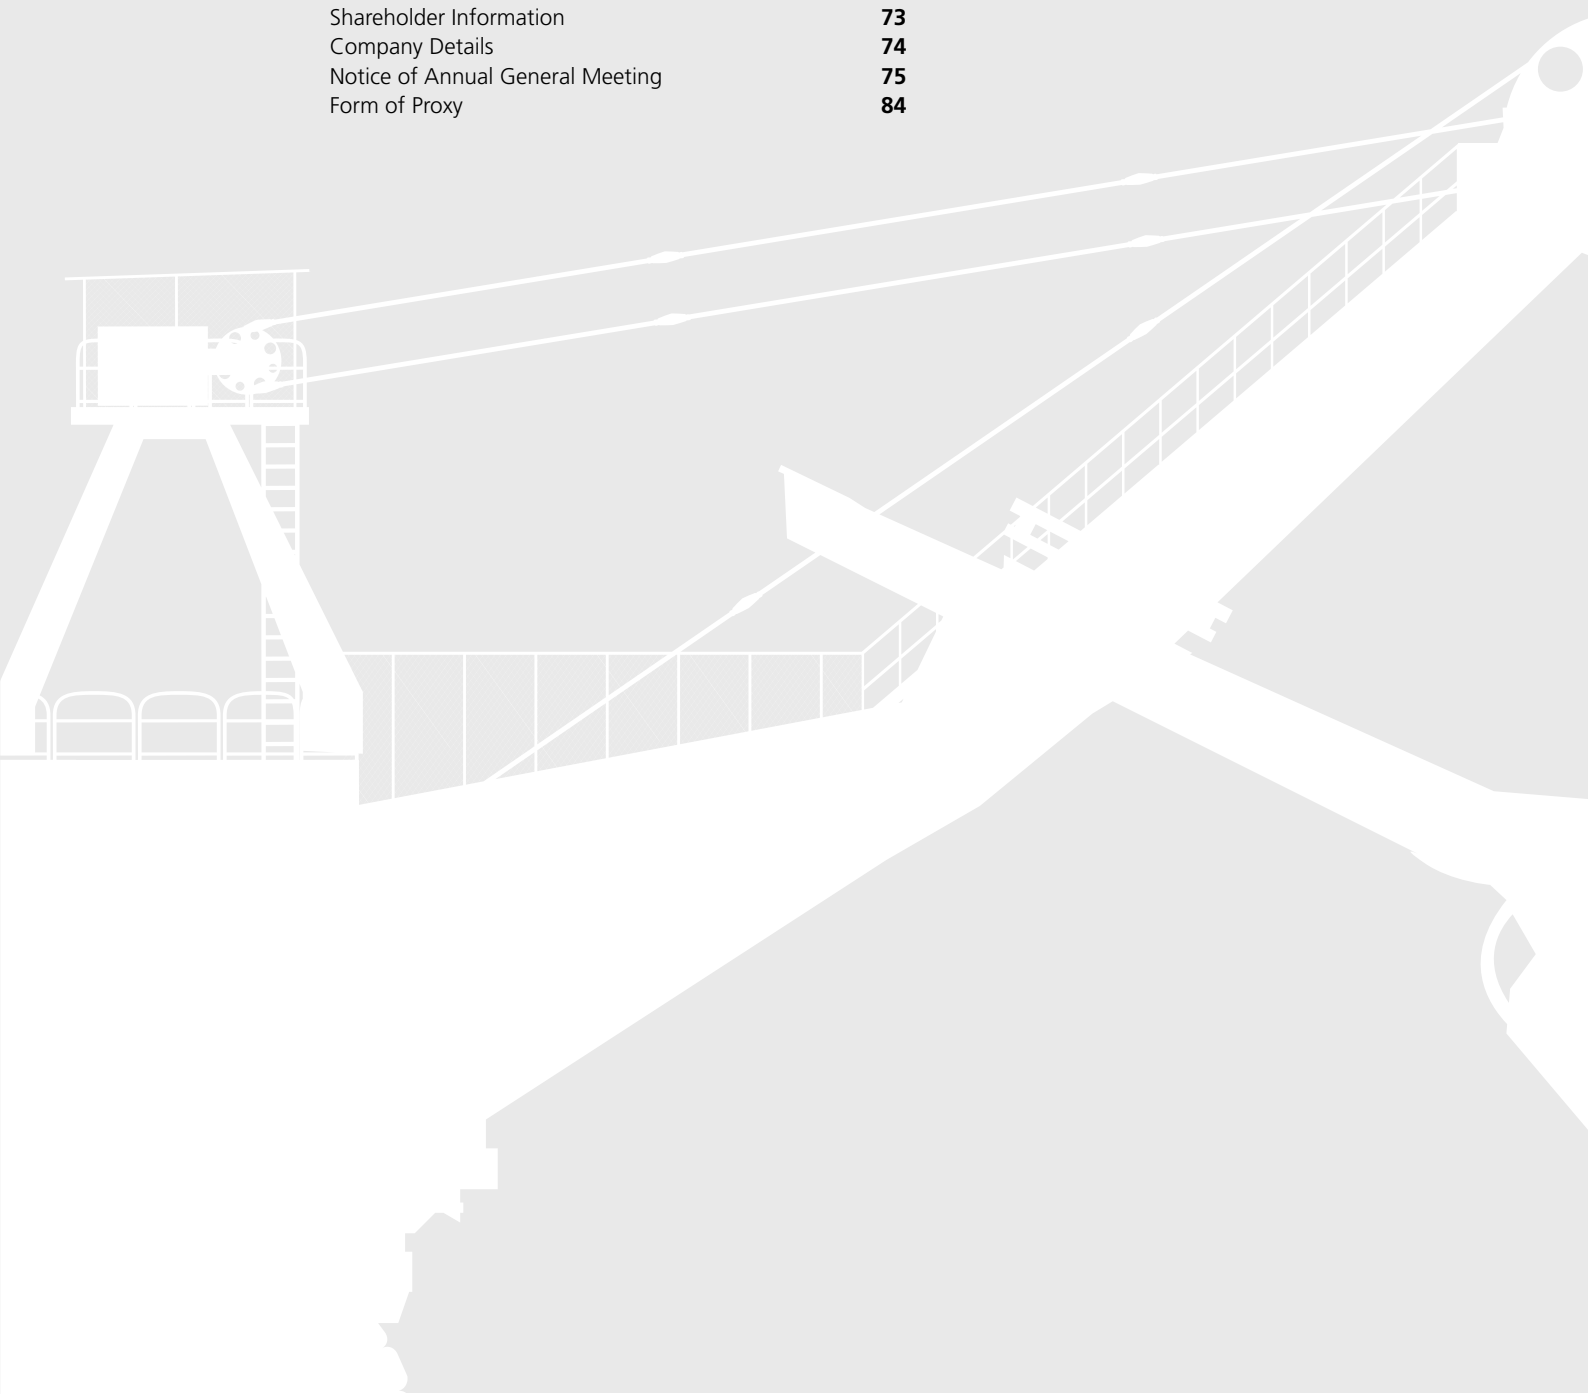 Shareholder Information 73
Company Details 74
Notice of Annual General Meeting 75
Form of Proxy 84